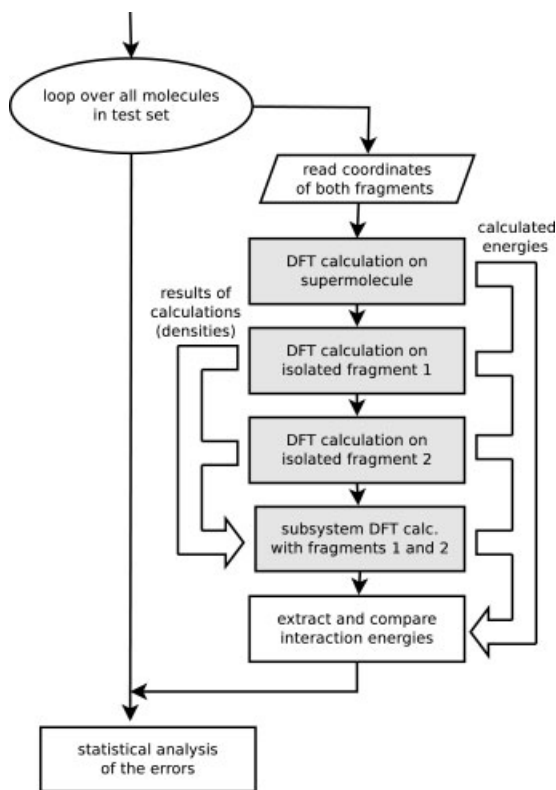 loop over all molecules
in test set
read coordinates
of both fragments
calculated
energies
DFT calculation on
supermolecule
results of
calculations
(densities)
DFT calculation on
isolated fragment 1
DFT calculation on
isolated fragment 2
subsystem DFT calc.
with fragments 1 and 2
extract and compare
interaction energies
statistical analysis
of the errors